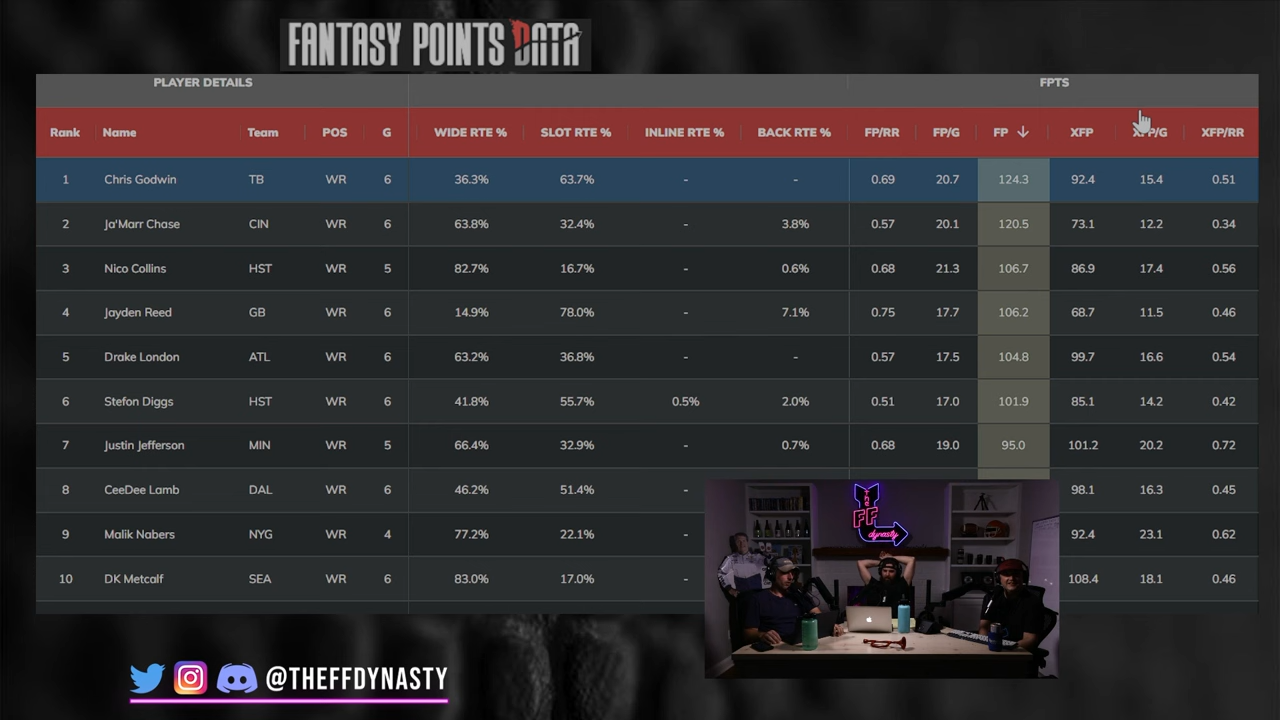 FANTASY POINTS DATA
PLAYER DETAILS FPTS
Rank Name Team POS G WIDE RTE % SLOT RTE % INLINE RTE % BACK RTE % FP/RR FP/G FP ↓ XFP XFP/G XFP/RR
1 Chris Godwin TB WR 6 36.3% 63.7% - - 0.69 20.7 124.3 92.4 15.4 0.51
2 Ja'Marr Chase CIN WR 6 63.8% 32.4% - 3.8% 0.57 20.1 120.5 73.1 12.2 0.34
3 Nico Collins HST WR 5 82.7% 16.7% - 0.6% 0.68 21.3 106.7 86.9 17.4 0.56
4 Jayden Reed GB WR 6 14.9% 78.0% - 7.1% 0.75 17.7 106.2 68.7 11.5 0.46
5 Drake London ATL WR 6 63.2% 36.8% - - 0.57 17.5 104.8 99.7 16.6 0.54
6 Stefon Diggs HST WR 6 41.8% 55.7% 0.5% 2.0% 0.51 17.0 101.9 85.1 14.2 0.42
7 Justin Jefferson MIN WR 5 66.4% 32.9% - 0.7% 0.68 19.0 95.0 101.2 20.2 0.72
8 CeeDee Lamb DAL WR 6 46.2% 51.4% - 98.1 16.3 0.45
9 Malik Nabers NYG WR 4 77.2% 22.1% - 92.4 23.1 0.62
10 DK Metcalf SEA WR 6 83.0% 17.0% - 108.4 18.1 0.46
The
FF
dynasty
@THEFFDYNASTY